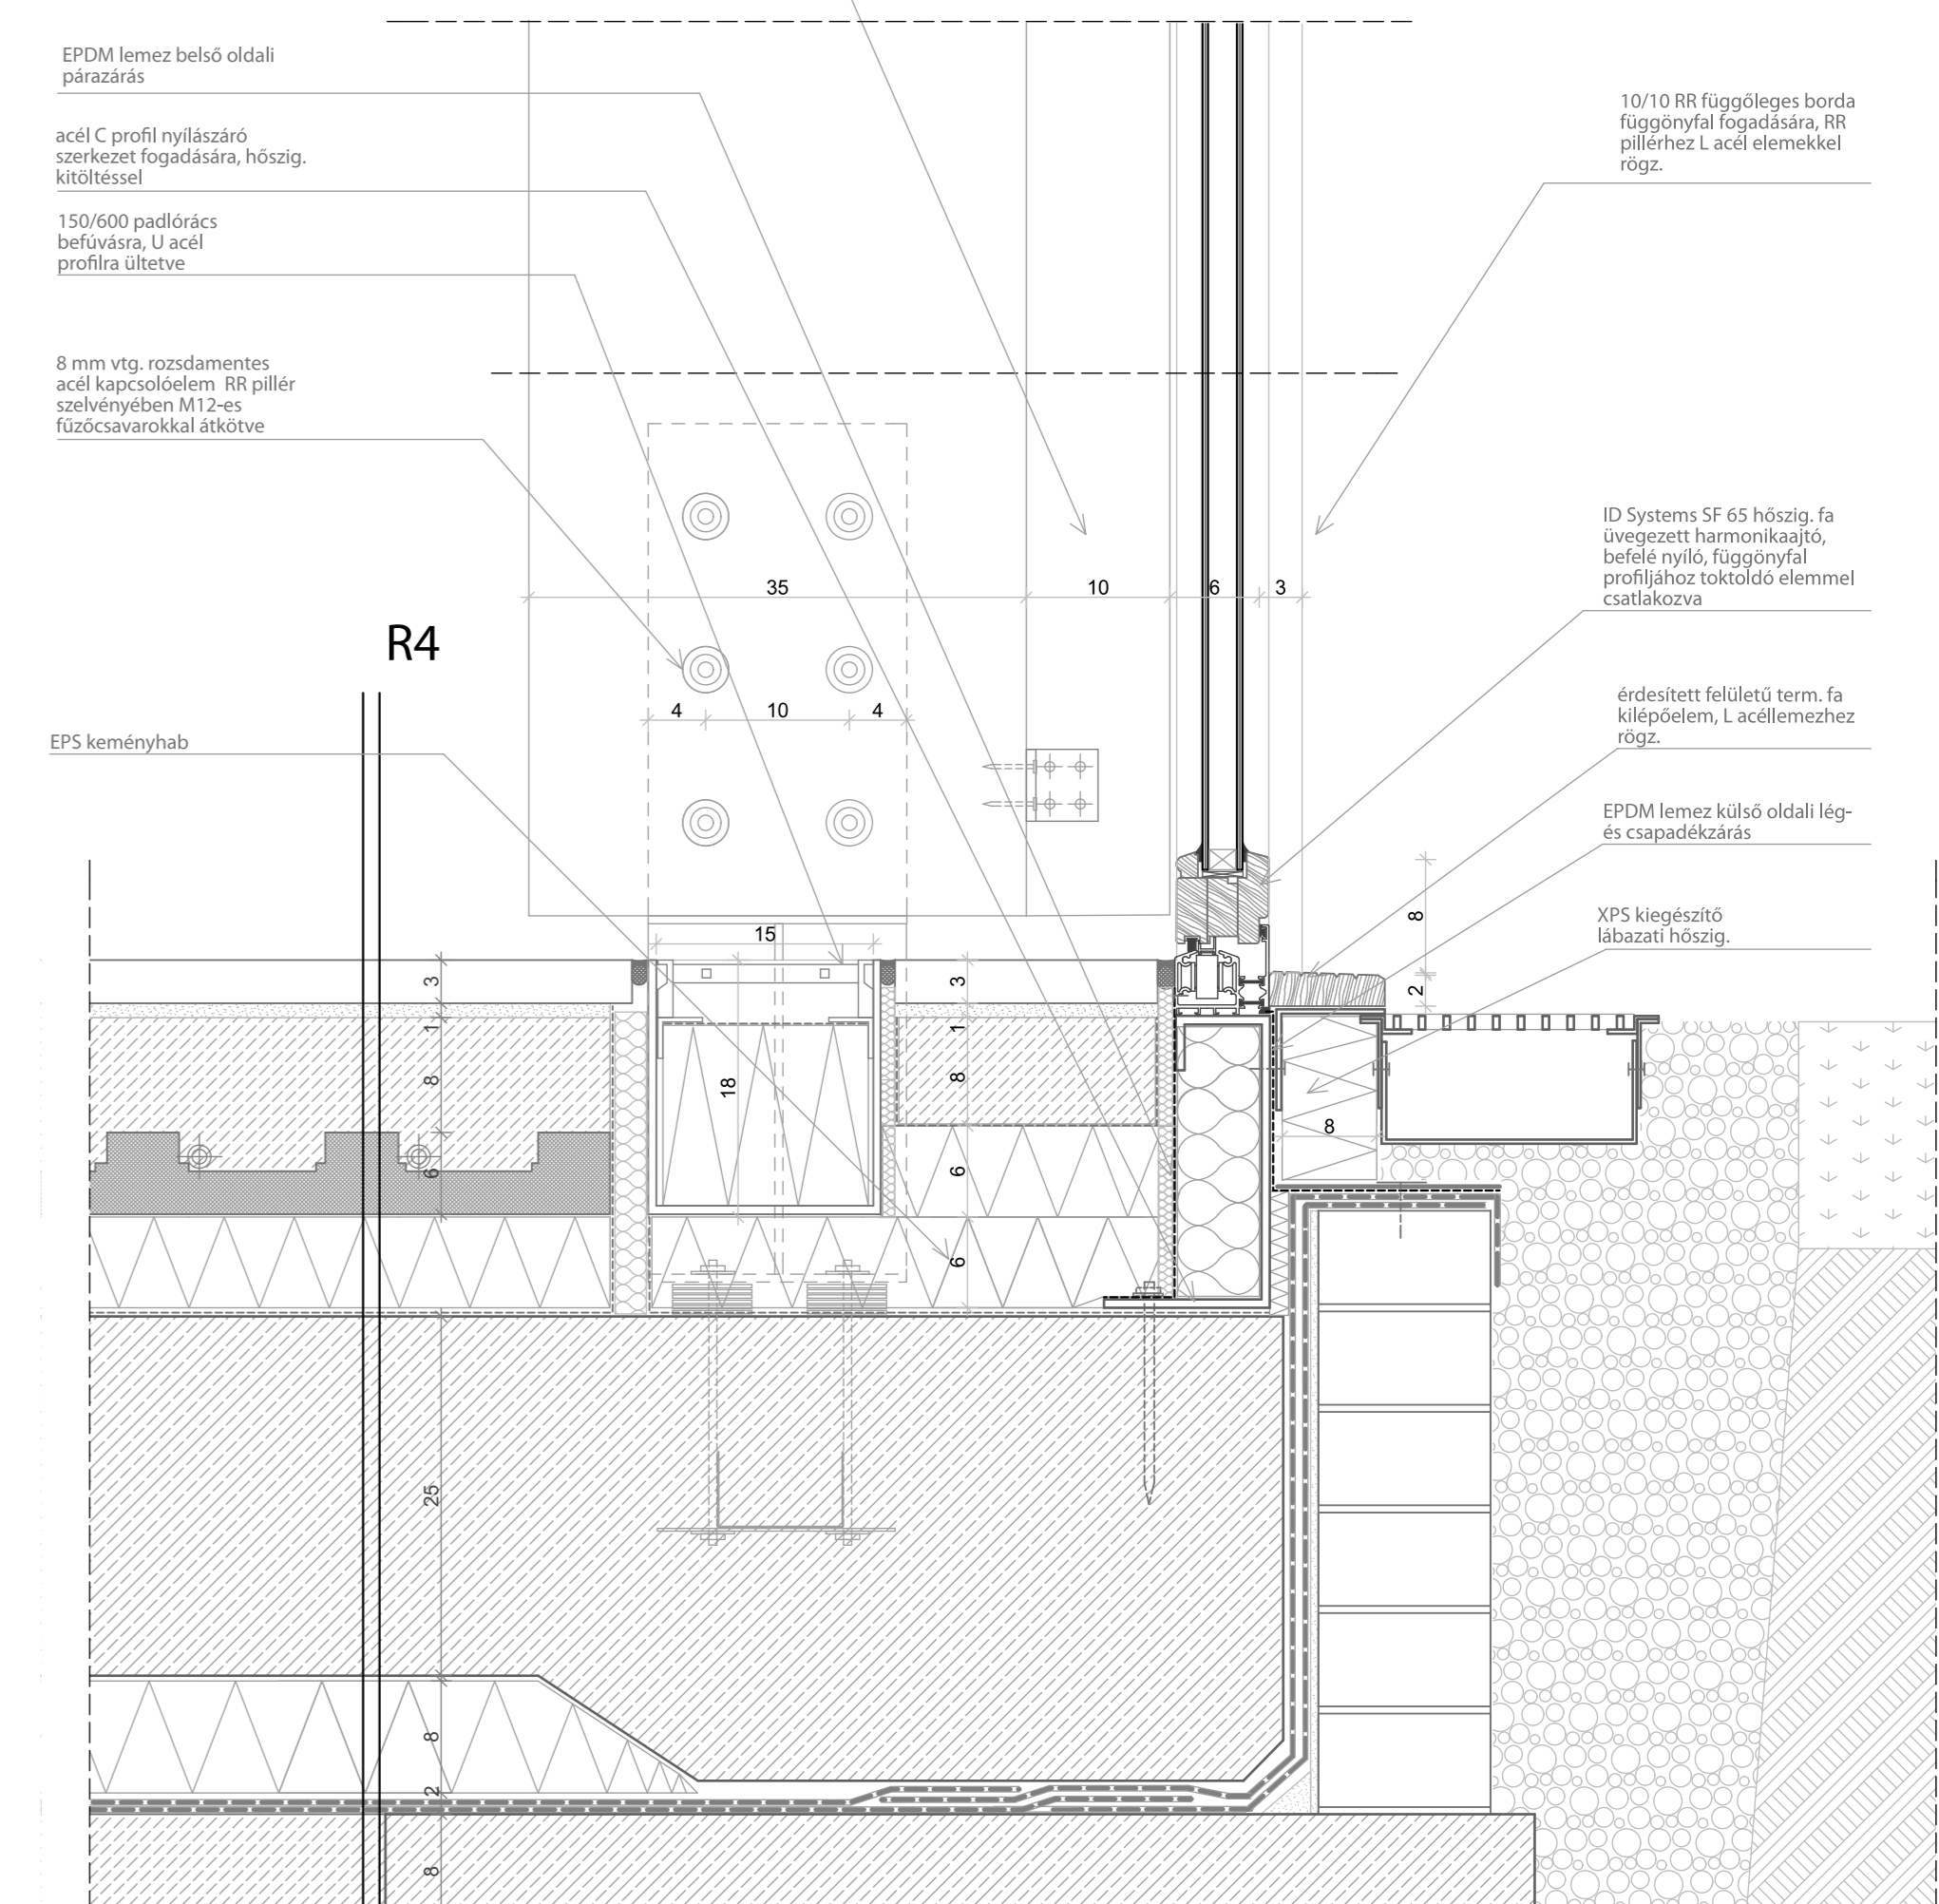 EPDM lemez belső oldali
párazárás
acél C profil nyílászáró
szerkezet fogadására, hőszig.
kitöltéssel
150/600 padlórács
befúvásra, U acél
profilra ültetve
8 mm vtg. rozsdamentes
acél kapcsolóelem RR pillér
szelvényében M12-es
fűzőcsavarokkal átkötve
R4
EPS keményhab
10/10 RR függőleges borda
függönyfal fogadására, RR
pillérhez L acél elemekkel
rögz.
ID Systems SF 65 hőszig. fa
üvegezett harmonikaajtó,
befelé nyíló, függönyfal
profiljához toktoldó elemmel
csatlakozva
érdesített felületű term. fa
kilépőelem, L acéllemezhez
rögz.
EPDM lemez külső oldali lég-
és csapadékzárás
XPS kiegészítő
lábazati hőszig.
35 10 6 3
4 10 4
15
18
3
1
8
6
25
8
2
8
3
1
8
6
6
8
2
8